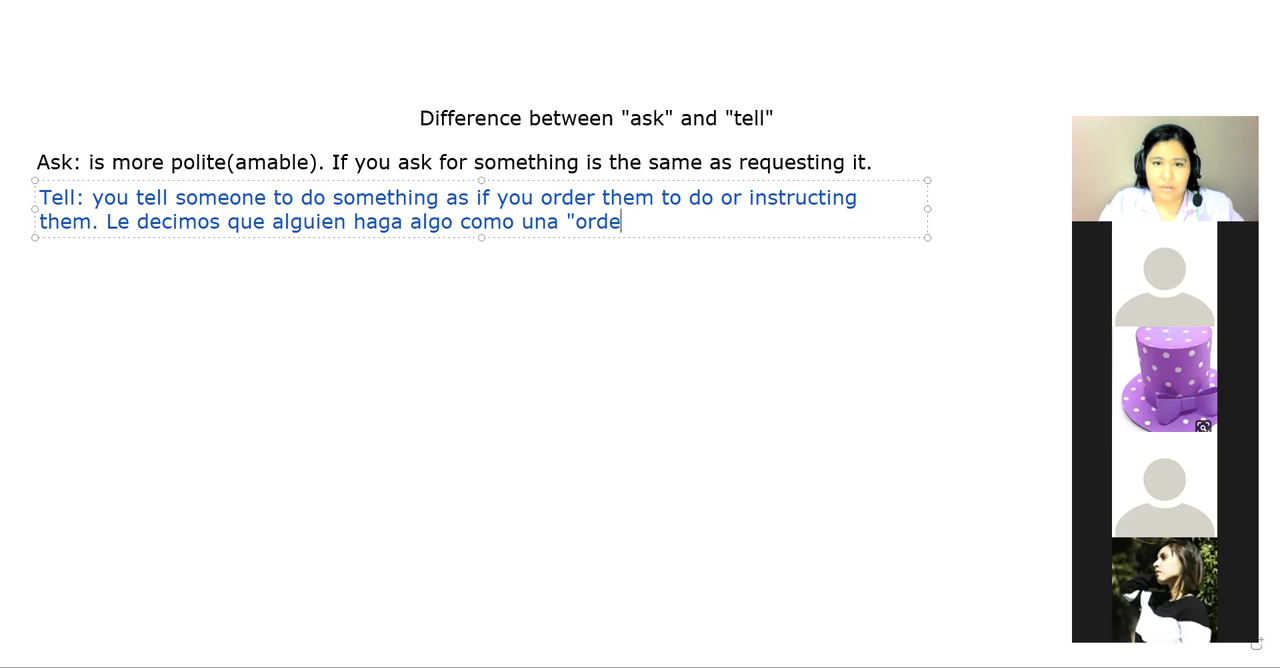 Difference between "ask" and "tell"
Ask: is more polite(amable). If you ask for something is the same as requesting it.
Tell: you tell someone to do something as if you order them to do or instructing
them. Le decimos que alguien haga algo como una "orde